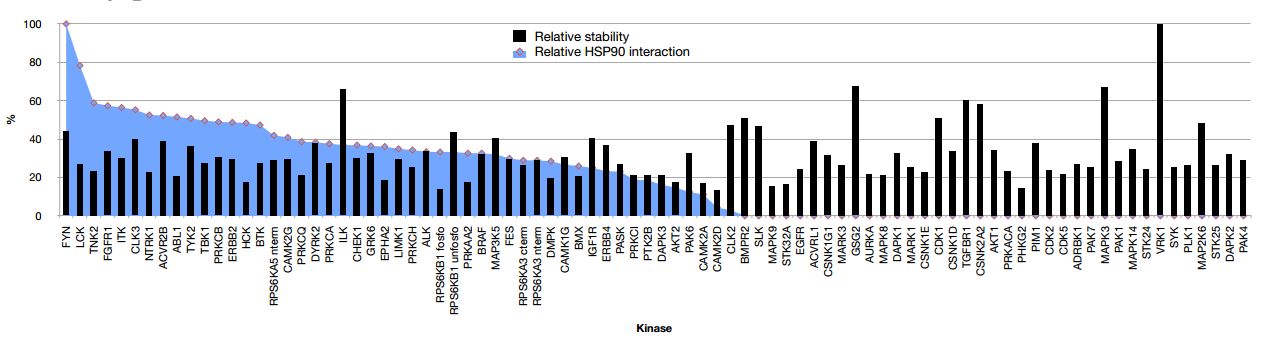 %
100
80
60
40
20
0
Relative stability
Relative HSP90 interaction
FYN
LCK
TNK2
FGFR1
ITK
CLK3
NTRK1
ACVR2B
ABL1
TYK2
TBK1
PRKCB
ERBB2
HCK
BTK
RPS6KA5 nterm
CAMK2G
PRKCQ
DYRK2
PRKCA
ILK
CHEK1
GRK6
EPHA2
LIMK1
PRKCH
ALK
RPS6KB1 fosfo
RPS6KB1 unfosfo
PRKAA2
BRAF
MAP3K5
FES
RPS6KA3 cterm
RPS6KA3 nterm
DMPK
CAMK1G
BMX
IGF1R
ERBB4
PASK
PRKCI
PTK2B
DAPK3
AKT2
PAK6
CAMK2A
CAMK2D
CLK2
BMPR2
SLK
MAPK9
STK32A
EGFR
ACVRL1
CSNK1G1
MARK3
GSG2
AURKA
MAPK8
DAPK1
MARK1
CSNK1E
CDK1
CSNK1D
TGFBR1
CSNK2A2
AKT1
PRKACA
PHKG2
PIM1
CDK2
CDK5
ADRBK1
PAK7
MAPK3
PAK1
MAPK14
STK24
VRK2
SYK
PLK1
MAP2K6
STK25
DAPK2
PAK4
Kinase